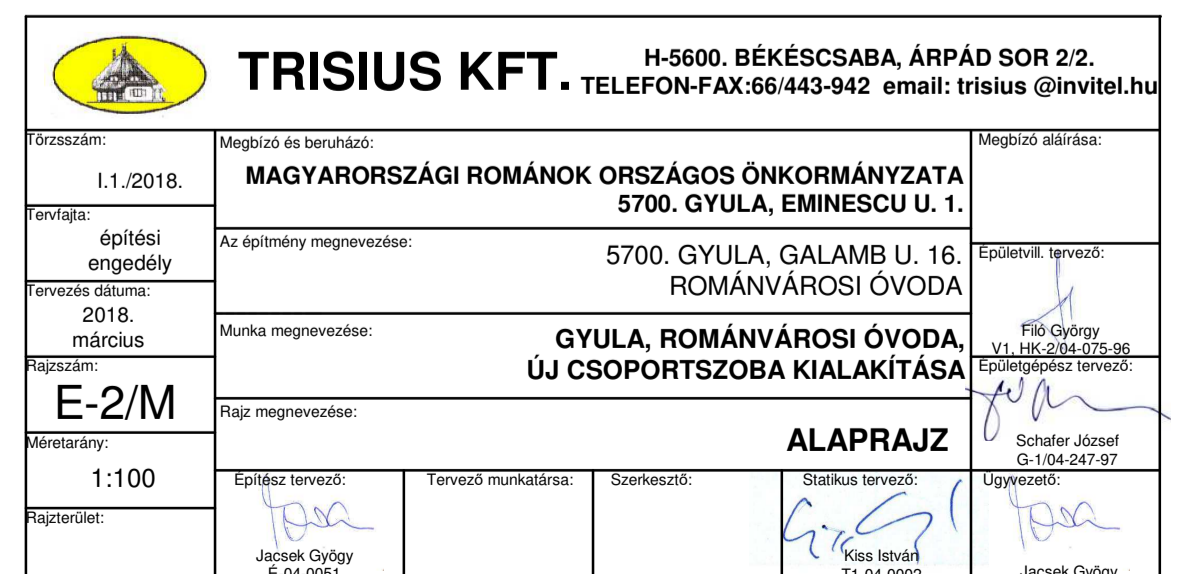 TRISIUS KFT.
H-5600. BÉKÉSCSABA, ÁRPÁD SOR 2/2.
TELEFON-FAX:66/443-942 email: trisius @invitel.hu
Törzsszám:
I.1./2018.
Megbízó és beruházó:
MAGYARORSZÁGI ROMÁNOK ORSZÁGOS ÖNKORMÁNYZATA
5700. GYULA, EMINESCU U. 1.
Megbízó aláírása:
Tervfajta:
építési
engedély
Az építmény megnevezése:
5700. GYULA, GALAMB U. 16.
ROMÁNVÁROSI ÓVODA
Épületvill. tervező:
Filó György
V1, HK-2/04-075-96
Tervezés dátuma:
2018.
március
Munka megnevezése:
GYULA, ROMÁNVÁROSI ÓVODA,
ÚJ CSOPORTSZOBA KIALAKÍTÁSA
Épületgépész tervező:
Schafer József
G-1/04-247-97
Rajzszám:
E-2/M
Rajz megnevezése:
ALAPRAJZ
Méretarány:
1:100
Rajzterület:
Építész tervező:
Jacsek Gyögy
É-04-0051
Tervező munkatársa:
Szerkesztő:
Statikus tervező:
Kiss István
T1-04-0002
Ügyvezető:
Jacsek Gyögy